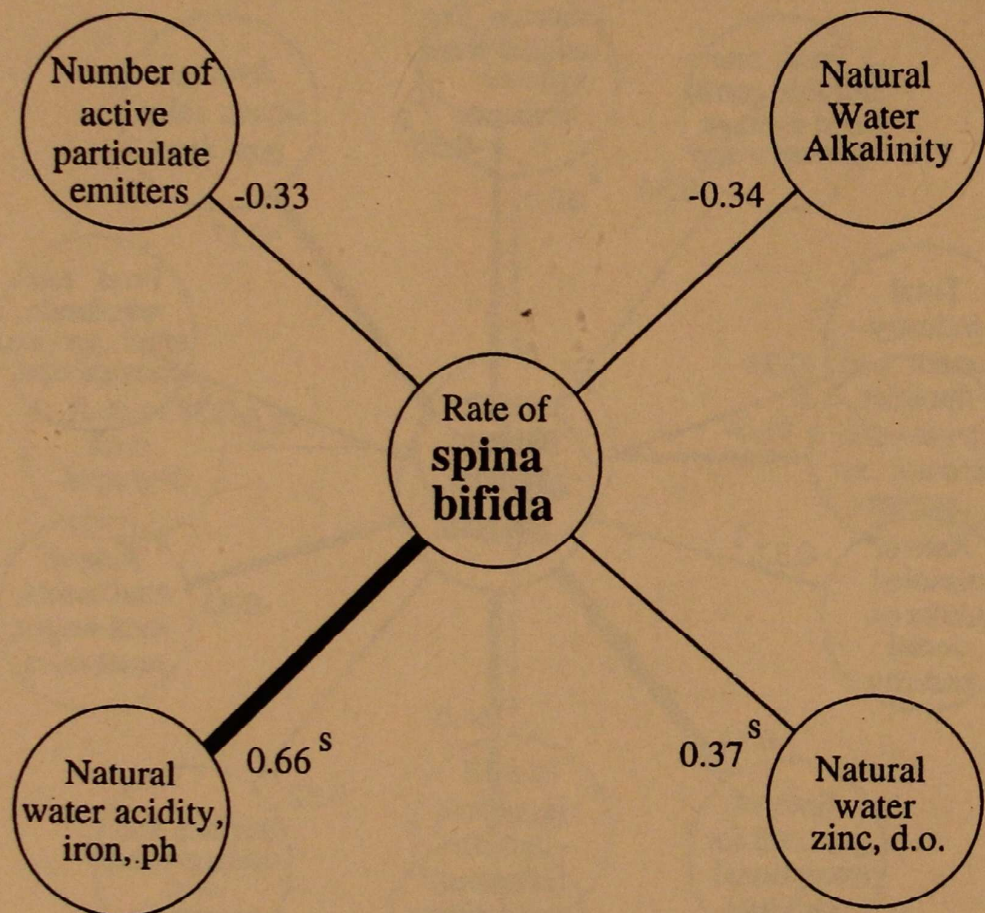 Number of
active
particulate
emitters
Natural
Water
Alkalinity
-0.33
-0.34
Rate of
spina
bifida
0.66 s
0.37 s
Natural
water acidity,
iron, ph
Natural
water
zinc, d.o.